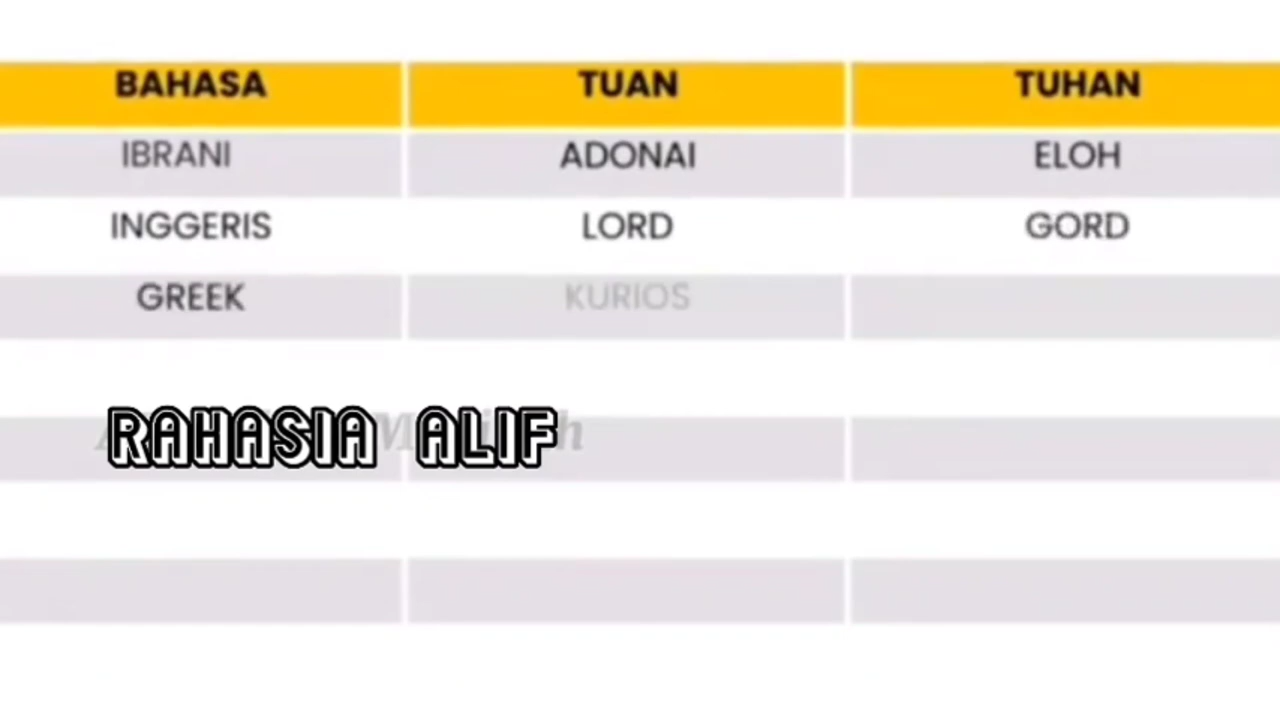 BAHASA TUAN TUHAN
IBRANI ADONAI ELOH
INGGERIS LORD GORD
GREEK KURIOS
RAHASIA ALIF